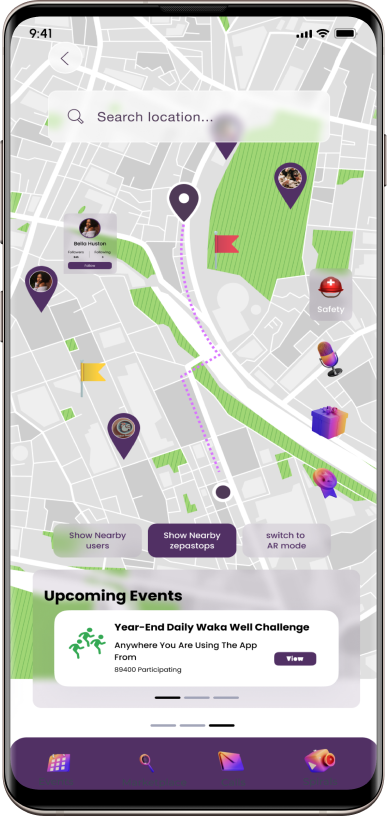 9:41
Search location...
Bella Huston
Followers Following
Follow
Safety
Show Nearby
users
Show Nearby
zepastops
switch to
AR mode
Upcoming Events
Year-End Daily Waka Well Challenge
Anywhere You Are Using The App
From
89400 Participating
View